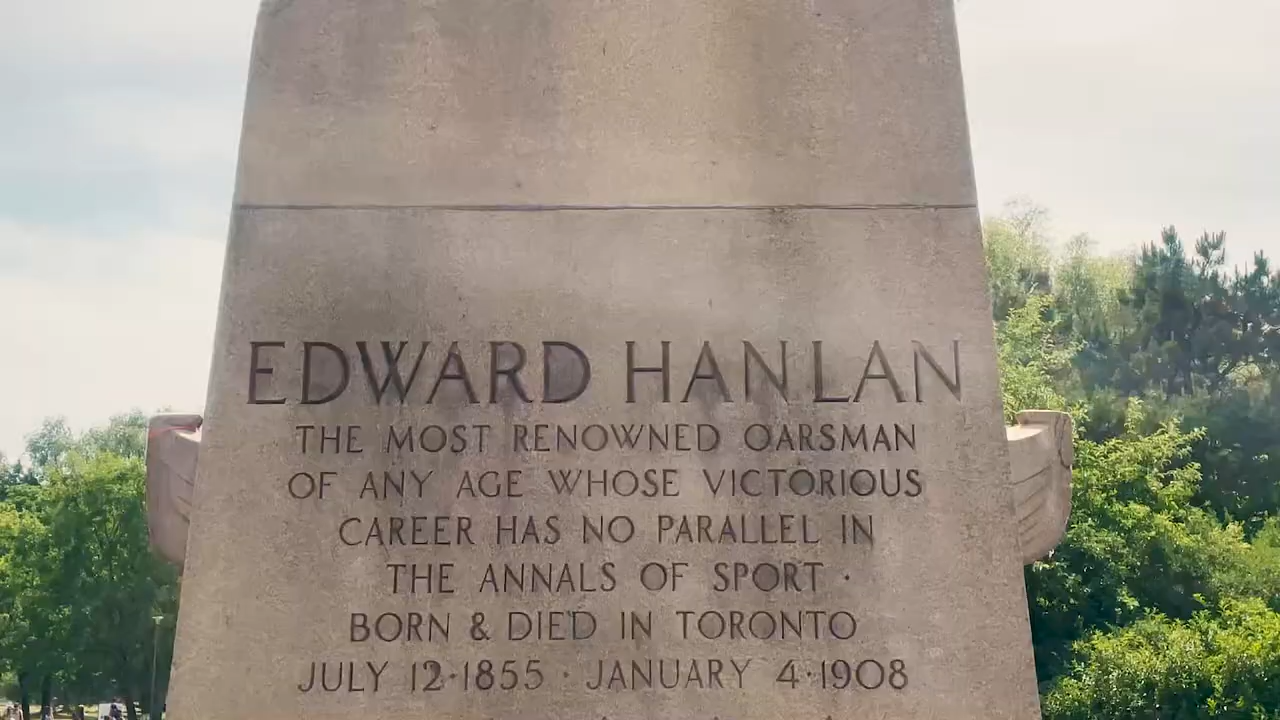 EDWARD HANLAN
THE MOST RENOWNED OARSMAN
OF ANY AGE WHOSE VICTORIOUS
CAREER HAS NO PARALLEL IN
THE ANNALS OF SPORT ·
BORN & DIED IN TORONTO
JULY 12·1855 · JANUARY 4·1908